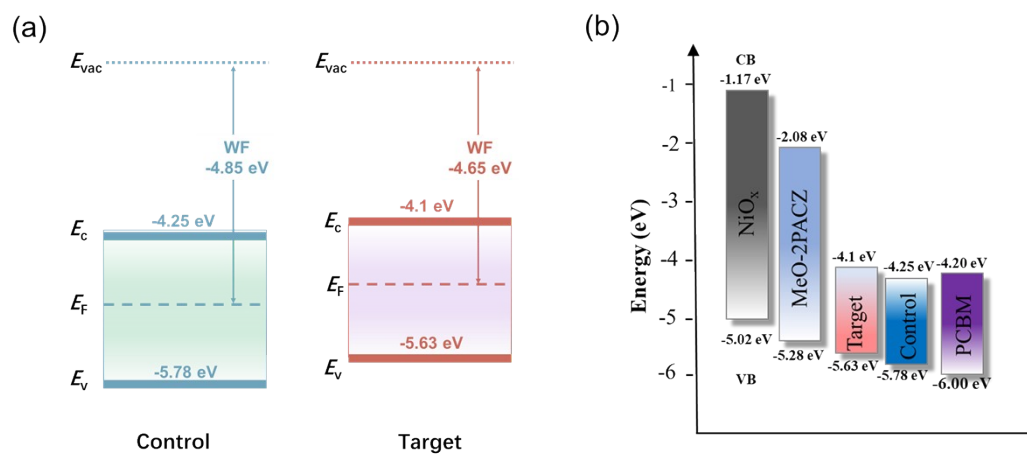 (a)
Evac
WF
-4.85 eV
Ec
-4.25 eV
EF
Ev
-5.78 eV
Control
Evac
WF
-4.65 eV
Ec
-4.1 eV
EF
Ev
-5.63 eV
Target
(b)
Energy (eV)
-1
-2
-3
-4
-5
-6
CB
-1.17 eV
NiOx
-5.02 eV
VB
-2.08 eV
MeO-2PACZ
-5.28 eV
-4.1 eV
Target
-5.63 eV
-4.25 eV
Control
-5.78 eV
-4.20 eV
PCBM
-6.00 eV